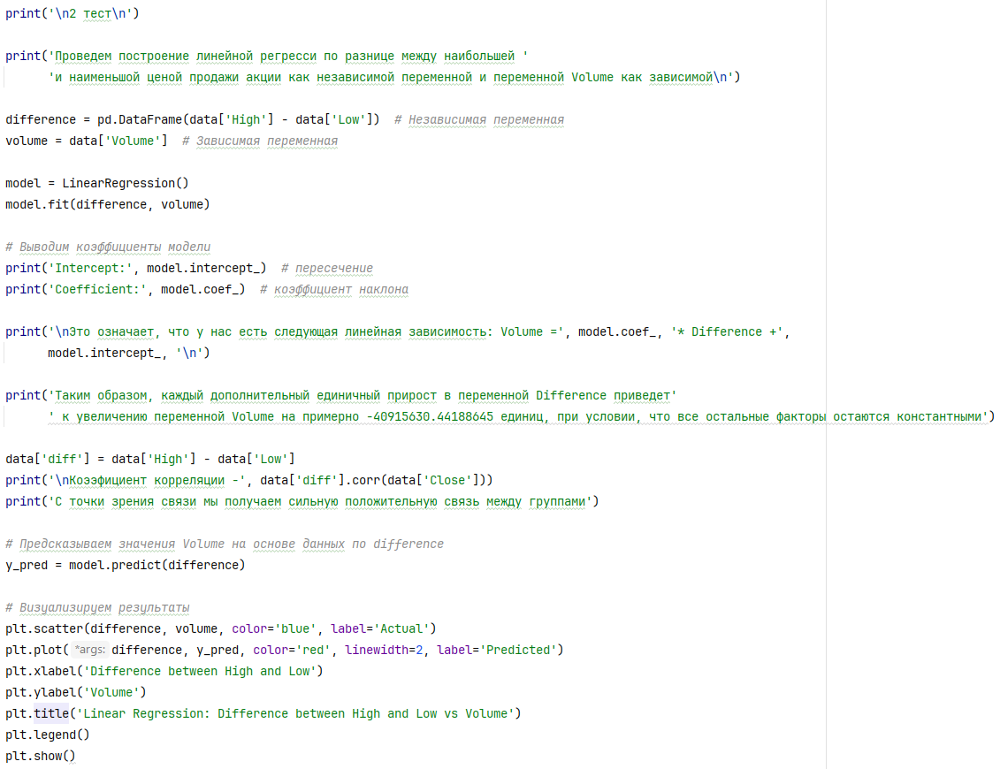 print('\n2 тест\n')
print('Проведем построение линейной регресси по разнице между наибольшей '
'и наименьшой ценой продажи акции как независимой переменной и переменной Volume как зависимой\n')
difference = pd.DataFrame(data['High'] - data['Low'])  # Независимая переменная
volume = data['Volume']  # Зависимая переменная
model = LinearRegression()
model.fit(difference, volume)
# Выводим коэффициенты модели
print('Intercept:', model.intercept_)  # пересечение
print('Coefficient:', model.coef_)  # коэффициент наклона
print('\nЭто означает, что у нас есть следующая линейная зависимость: Volume =', model.coef_, '* Difference +',
model.intercept_, '\n')
print('Таким образом, каждый дополнительный единичный прирост в переменной Difference приведет'
' к увеличению переменной Volume на примерно -40915630.44188645 единиц, при условии, что все остальные факторы остаются константными')
data['diff'] = data['High'] - data['Low']
print('\nКоээфициент корреляции -', data['diff'].corr(data['Close']))
print('С точки зрения связи мы получаем сильную положительную связь между группами')
# Предсказываем значения Volume на основе данных по difference
y_pred = model.predict(difference)
# Визуализируем результаты
plt.scatter(difference, volume, color='blue', label='Actual')
plt.plot( *args: difference, y_pred, color='red', linewidth=2, label='Predicted')
plt.xlabel('Difference between High and Low')
plt.ylabel('Volume')
plt.title('Linear Regression: Difference between High and Low vs Volume')
plt.legend()
plt.show()